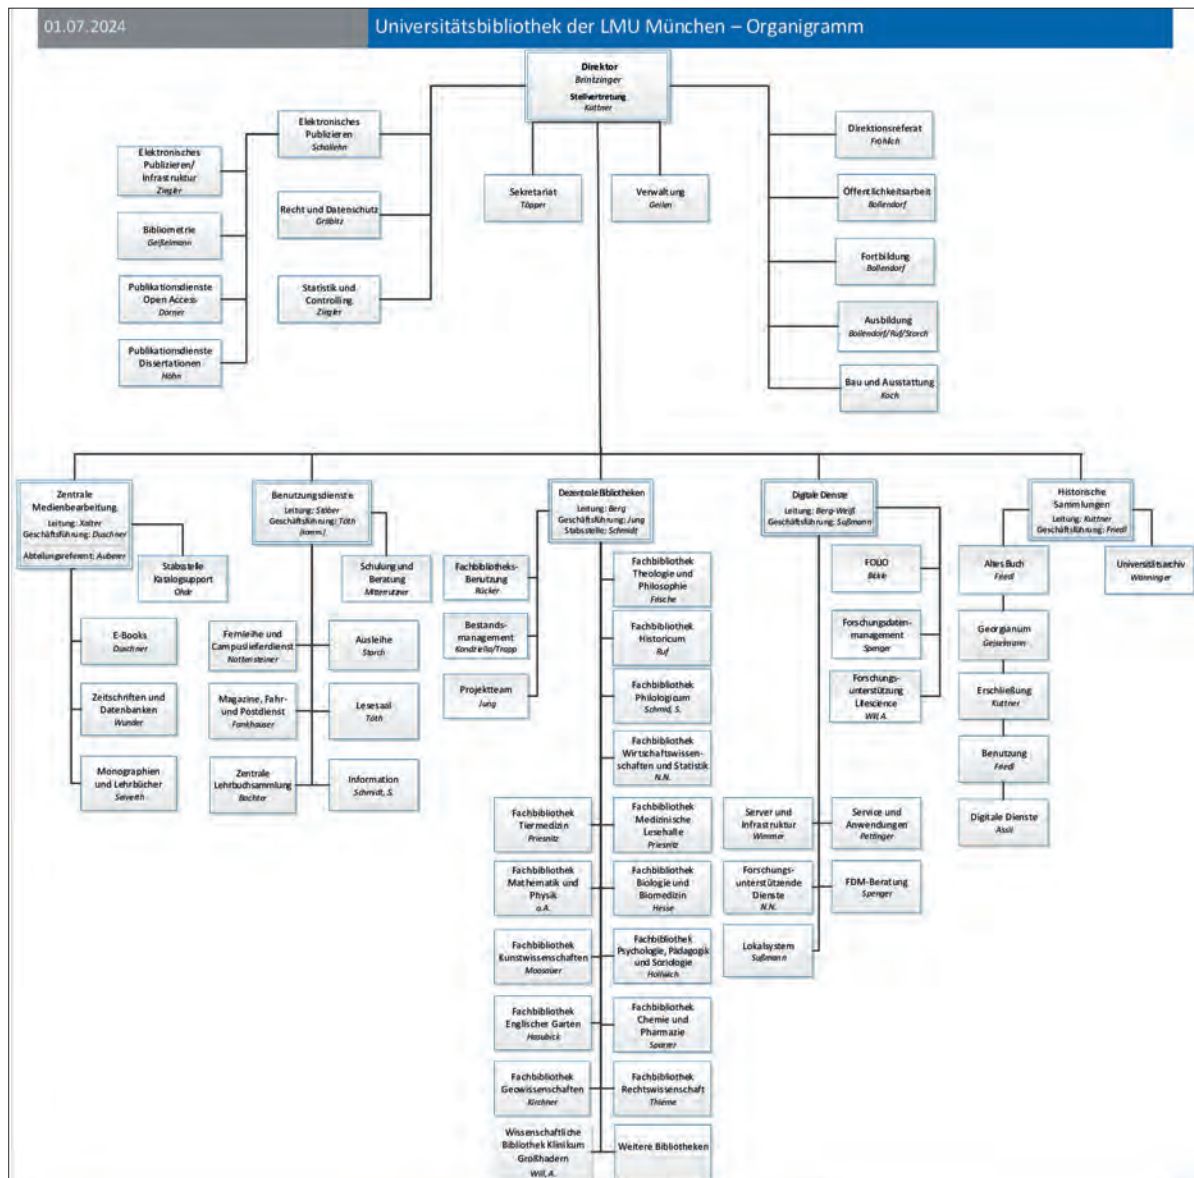 01.07.2024
Universitätsbibliothek der LMU München – Organigramm
Direktor
Brintzinger
Stellvertretung
Kuttner
Sekretariat
Töpper
Verwaltung
Geilen
Elektronisches
Publizieren
Schallehn
Elektronisches
Publizieren/
Infrastruktur
Ziegler
Bibliometrie
Geißelmann
Publikationsdienste
Open Access
Dorner
Publikationsdienste
Dissertationen
Höhn
Recht und Datenschutz
Statistik und
Controlling
Ziegler
Direktionsreferat
Fröhlich
Öffentlichkeitsarbeit
Bollendorf
Fortbildung
Bollendorf
Ausbildung
Bollendorf/Ruf/Storch
Bau und Ausstattung
Koch
Zentrale
Medienbearbeitung
Leitung: Xalter
Geschäftsführung: Duschner
Abteilungsreferent: Auberer
Stabsstelle
Katalogsupport
E-Books
Duschner
Zeitschriften und
Datenbanken
Wunder
Monographien
und Lehrbücher
Benutzungsdienste
Leitung: Stöber
Geschäftsführung: Toth
(komm.)
Schulung und
Beratung
Mitterrutzner
Fernleihe und
Campuslieferdienst
Nottensteiner
Ausleihe
Storch
Magazine, Fahr-
und Postdienst
Fankhauser
Lesesaal
Toth
Zentrale
Lehrbuchsammlung
Bachter
Information
Schmidt, S.
Dezentrale Bibliotheken
Leitung: Berg
Geschäftsführung: Jung
Stabsstelle: Schmidt
Fachbibliotheks-
Benutzung
Rücker
Bestands-
management
Kondziella/Trapp
Projektteam
Jung
Fachbibliothek
Theologie und
Philosophie
Frische
Fachbibliothek
Historicum
Ruf
Fachbibliothek
Philologicum
Schmid, S.
Fachbibliothek
Wirtschaftswissen-
schaften und Statistik
N.N.
Fachbibliothek
Tiermedizin
Priesnitz
Fachbibliothek
Medizinische
Lesehalle
Priesnitz
Fachbibliothek
Mathematik und
Physik
o.A.
Fachbibliothek
Biologie und
Biomedizin
Hesse
Fachbibliothek
Kunstwissenschaften
Moosauer
Fachbibliothek
Psychologie, Pädagogik
und Soziologie
Hollwich
Fachbibliothek
Englischer Garten
Hasubick
Fachbibliothek
Chemie und
Pharmazie
Fachbibliothek
Geowissenschaften
Kirchner
Fachbibliothek
Rechtswissenschaft
Thieme
Wissenschaftliche
Bibliothek Klinikum
Großhadern
Will, A.
Weitere Bibliotheken
Digitale Dienste
Leitung: Berg-Weiß
Geschäftsführung: Saßmann
FOLIO
Forschungsdaten-
management
Spenger
Forschungs-
unterstützung
Lifescience
Will, A.
Server und
Infrastruktur
Wimmer
Service und
Anwendungen
Forschungs-
unterstützende
Dienste
N.N.
FDM-Beratung
Spenger
Lokalsystem
Saßmann
Historische
Sammlungen
Leitung: Kuttner
Geschäftsführung: Friedl
Altes Buch
Friedl
Universitätsarchiv
Wanninger
Georgianum
Geiselmann
Erschließung
Kuttner
Benutzung
Friedl
Digitale Dienste
Assil